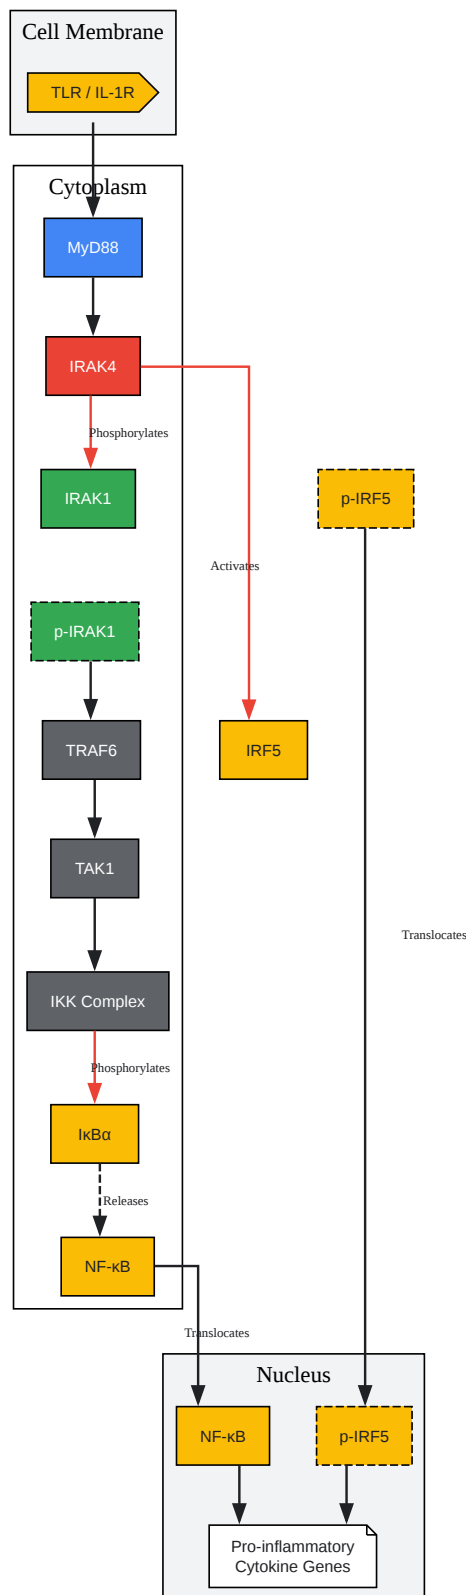 Cell Membrane
TLR / IL-1R
Cytoplasm
MyD88
IRAK4
Phosphorylates
IRAK1
p-IRF5
Activates
p-IRAK1
TRAF6
IRF5
TAK1
Translocates
IKK Complex
Phosphorylates
IκBα
Releases
NF-κB
Translocates
Nucleus
NF-κB
p-IRF5
Pro-inflammatory
Cytokine Genes